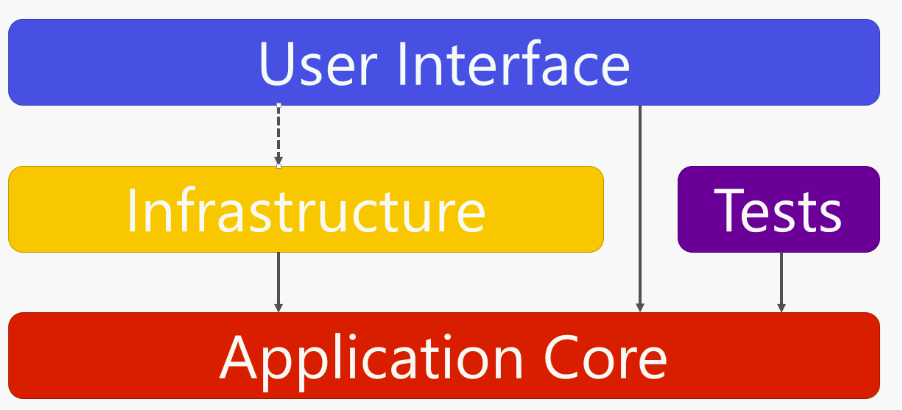 User Interface
Infrastructure
Tests
Application Core